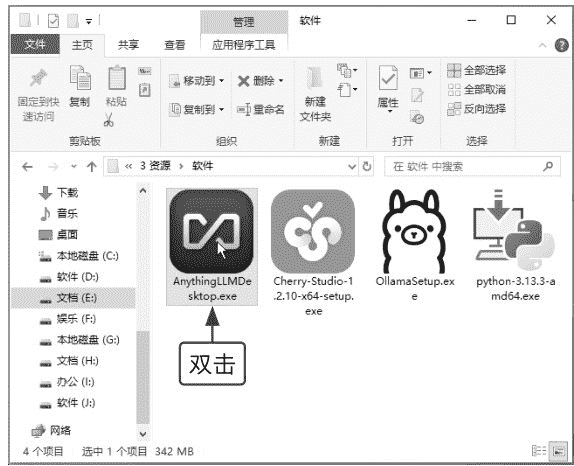 管理
软件
文件
主页
共享
查看
应用程序工具
固定到快
速访问
复制
粘贴
剪贴板
移动到
复制到
删除
重命名
组织
新建
文件夹
新建
属性
打开
全部选择
全部取消
反向选择
选择
« 3 资源 › 软件
在 软件 中搜索
下载
音乐
桌面
本地磁盘 (C:)
软件 (D:)
文档 (E:)
娱乐 (F:)
本地磁盘 (G:)
文档 (H:)
办公 (I:)
软件 (J:)
网络
AnythingLLMDe
sktop.exe
Cherry-Studio-1
.2.10-x64-setup.
exe
OllamaSetup.ex
e
python-3.13.3-a
md64.exe
双击
4 个项目 选中 1 个项目 342 MB